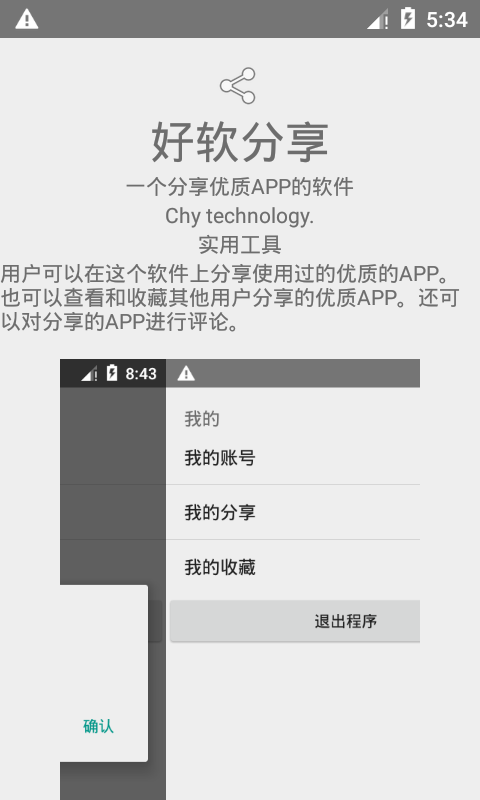 5:34
好软分享
一个分享优质APP的软件
Chy technology.
实用工具
用户可以在这个软件上分享使用过的优质的APP。
也可以查看和收藏其他用户分享的优质APP。还可
以对分享的APP进行评论。
8:43
我的
我的账号
我的分享
我的收藏
退出程序
确认